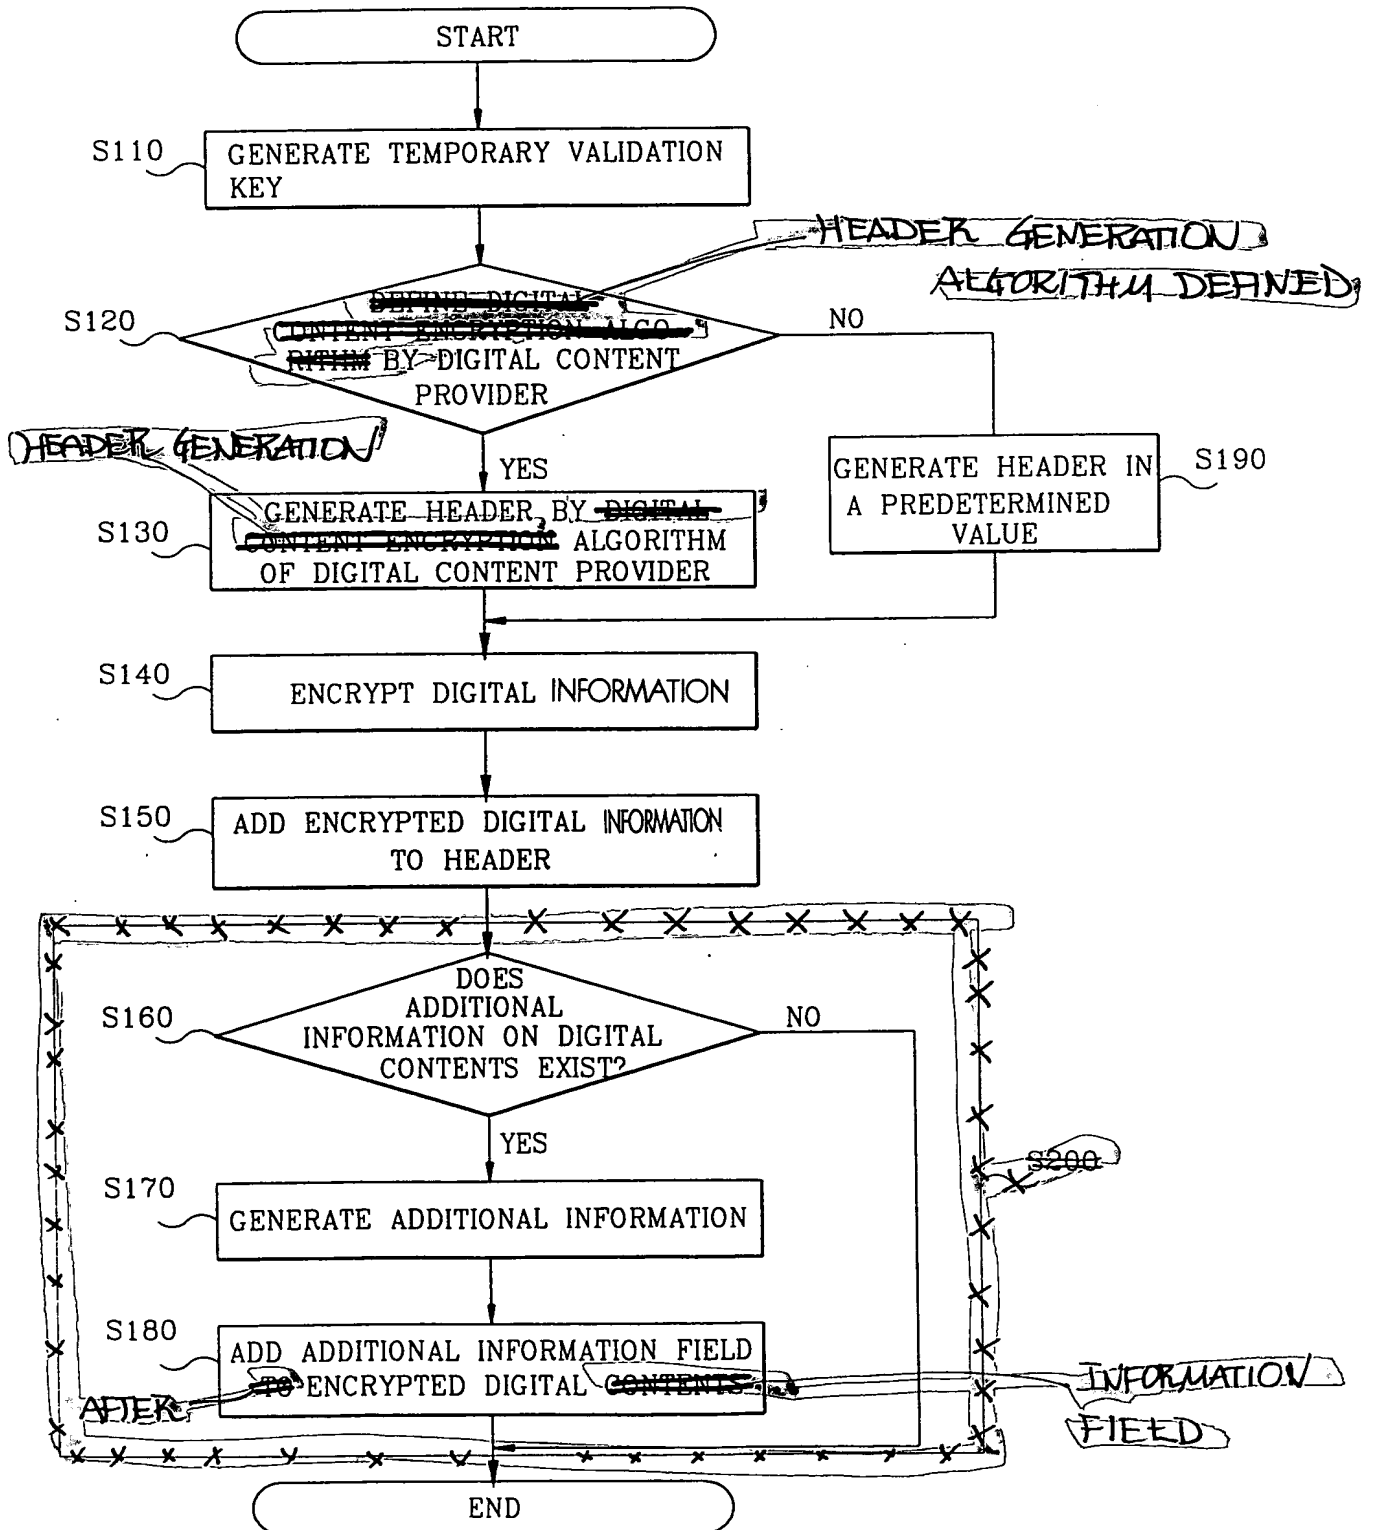 START
S110
GENERATE TEMPORARY VALIDATION
KEY
HEADER GENERATION
ALGORITHM DEFINED
S120
DEFINE DIGITAL
CONTENT ENCRYPTION ALGO
RITHM BY DIGITAL CONTENT
PROVIDER
NO
HEADER GENERATION
YES
GENERATE HEADER IN
A PREDETERMINED
VALUE
S190
S130
GENERATE HEADER BY DIGITAL
CONTENT ENCRYPTION ALGORITHM
OF DIGITAL CONTENT PROVIDER
S140
ENCRYPT DIGITAL INFORMATION
S150
ADD ENCRYPTED DIGITAL INFORMATION
TO HEADER
S160
DOES
ADDITIONAL
INFORMATION ON DIGITAL
CONTENTS EXIST?
NO
YES
S200
S170
GENERATE ADDITIONAL INFORMATION
S180
ADD ADDITIONAL INFORMATION FIELD
TO ENCRYPTED DIGITAL CONTENTS
AFTER
INFORMATION
FIELD
END